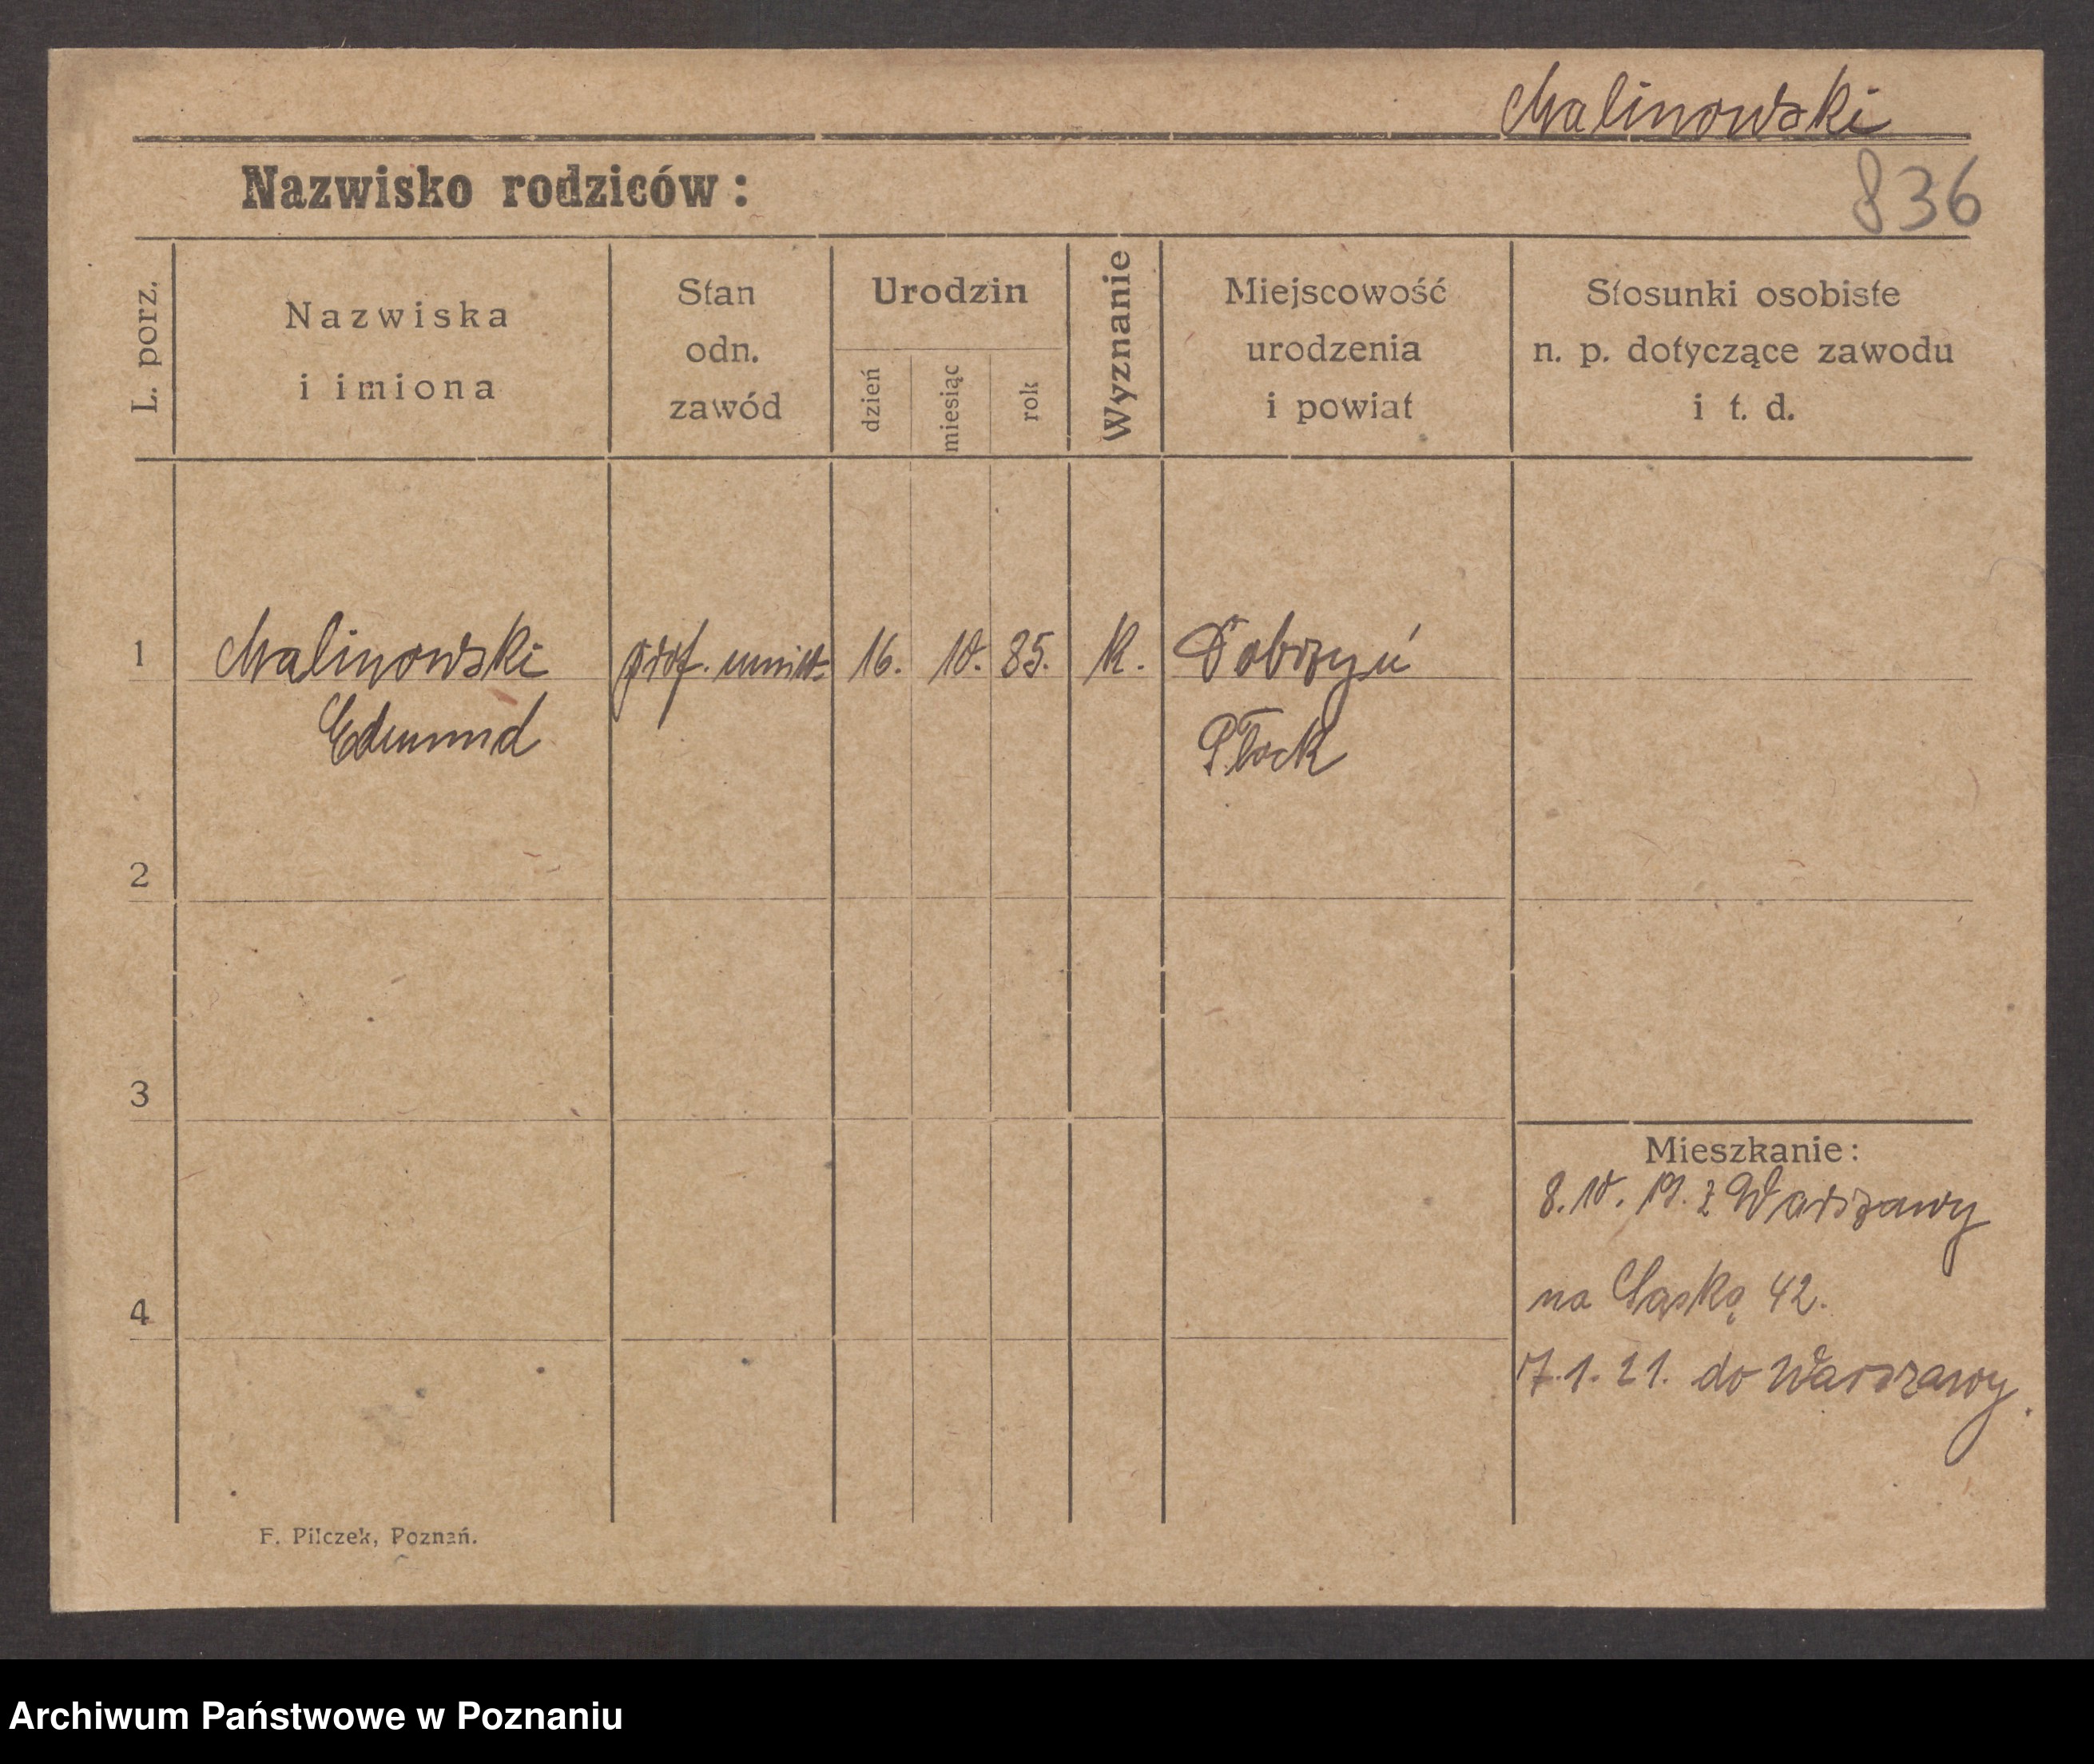 Malinowski
Nazwisko rodziców:
836
L. porz.
Nazwiska
i imiona
Stan
odn.
zawód
Urodzin
dzień
miesiąc
rok
Wyznanie
Miejscowość
urodzenia
i powiat
Stosunki osobiste
n. p. dotyczące zawodu
i t. d.
1 Malinowski prof. uniw. 16. 10. 85. K. Dobrzyń
Edmund Płock
2
3
Mieszkanie:
8. 10. 19. z Warszawy
4 na Łąską 42.
17.1.21. do Warszawy.
F. Pilczek, Poznań.
Archiwum Państwowe w Poznaniu